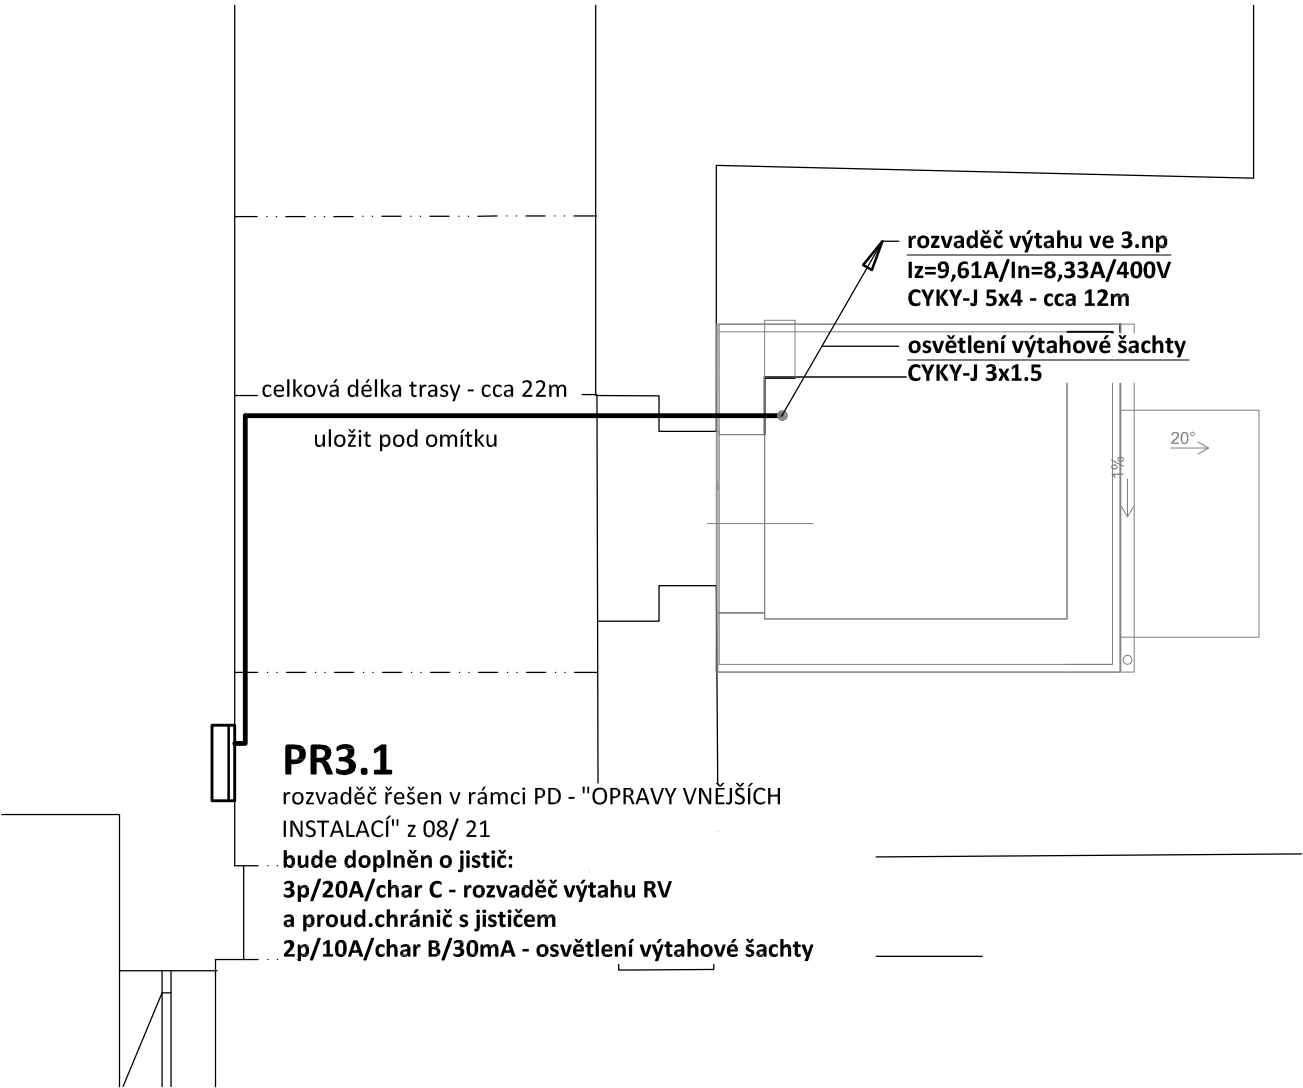 rozvaděč výtahu ve 3.np
Iz=9,61A/In=8,33A/400V
CYKY-J 5x4 - cca 12m
osvětlení výtahové šachty
CYKY-J 3x1.5
celková délka trasy - cca 22m
uložit pod omítku
20°
1%
PR3.1
rozvaděč řešen v rámci PD - "OPRAVY VNĚJŠÍCH
INSTALACÍ" z 08/ 21
bude doplněn o jistič:
3p/20A/char C - rozvaděč výtahu RV
a proud.chránič s jističem
2p/10A/char B/30mA - osvětlení výtahové šachty